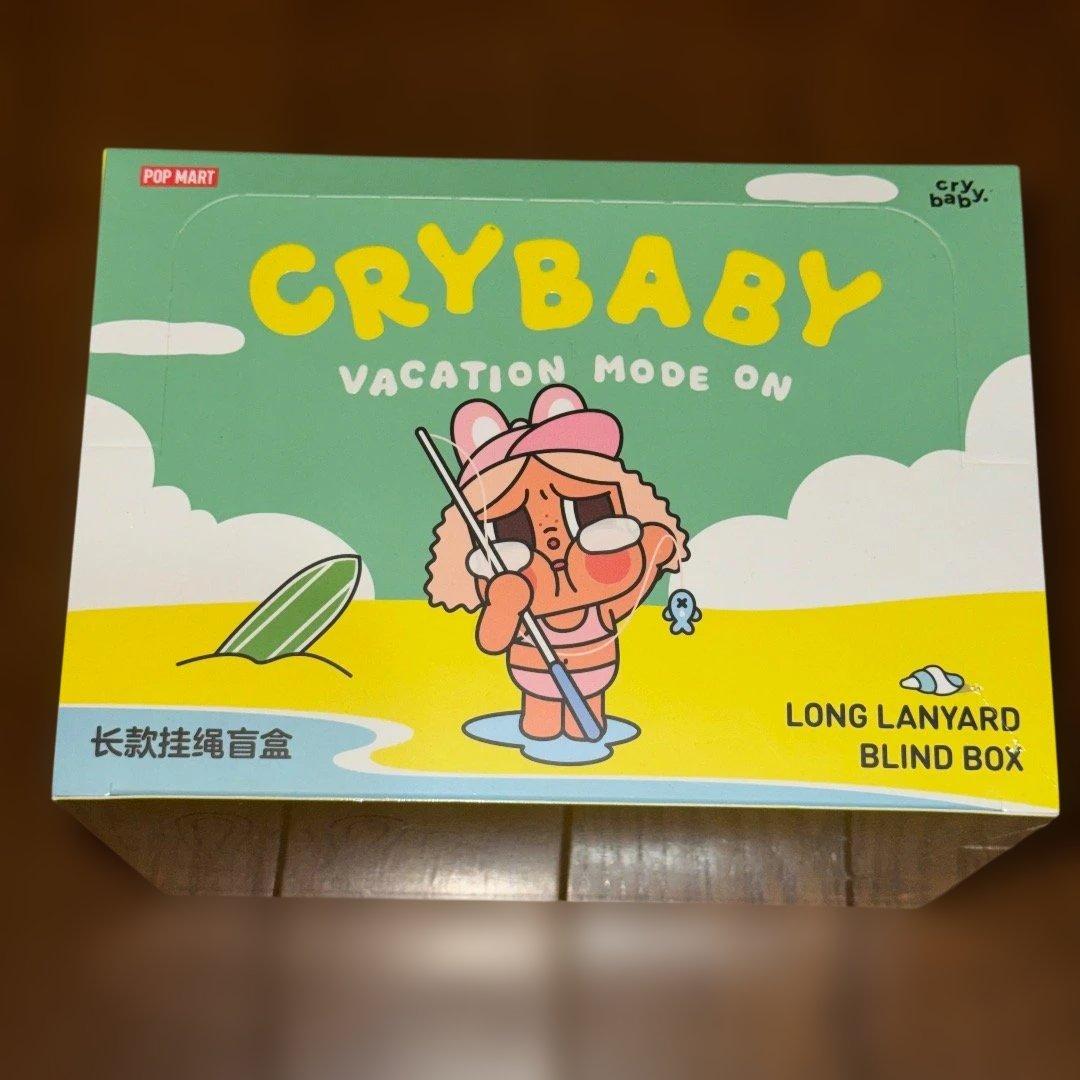 POP MART
cry
baby.
CRYBABY
VACATION MODE ON
长款挂绳盲盒
LONG LANYARD
BLIND BOX